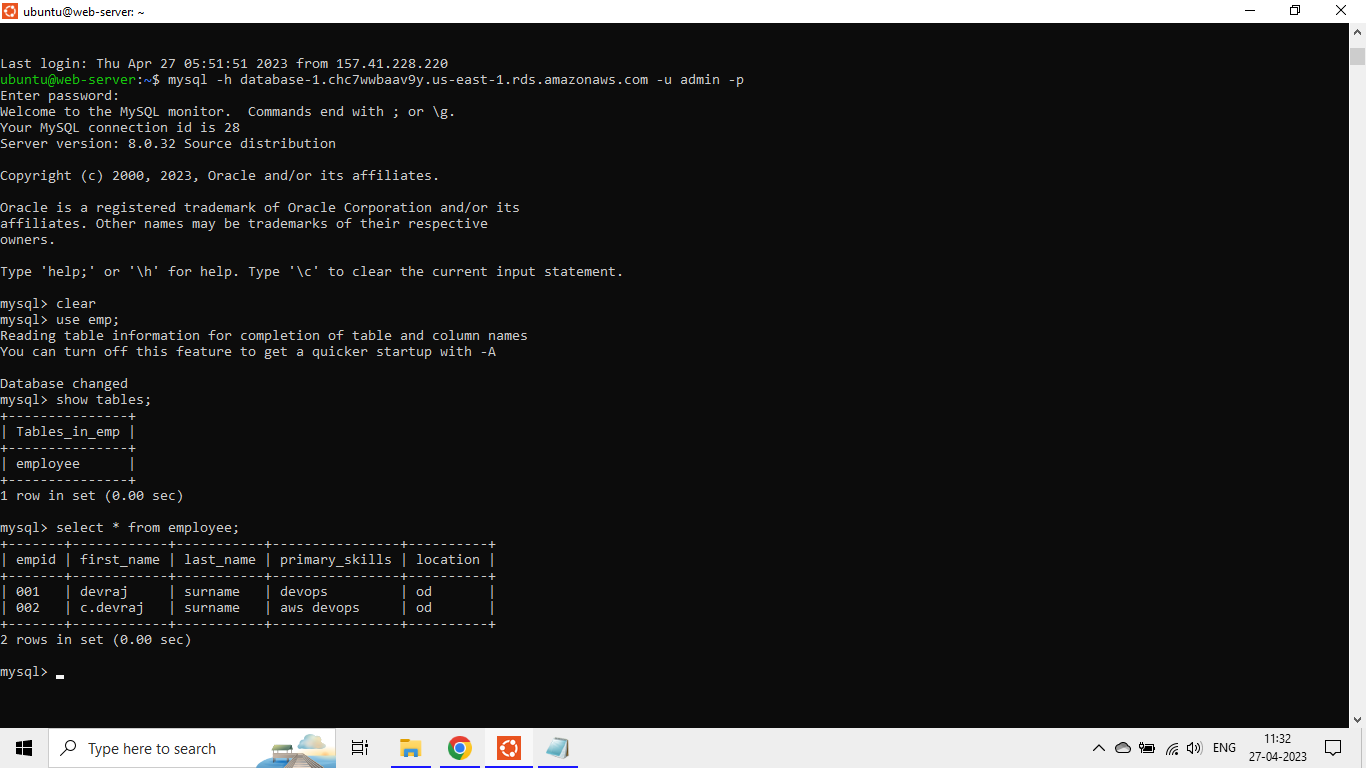 ubuntu@web-server: ~
Last login: Thu Apr 27 05:51:51 2023 from 157.41.228.220
ubuntu@web-server:~$ mysql -h database-1.chc7wwbaav9y.us-east-1.rds.amazonaws.com -u admin -p
Enter password:
Welcome to the MySQL monitor.  Commands end with ; or \g.
Your MySQL connection id is 28
Server version: 8.0.32 Source distribution
Copyright (c) 2000, 2023, Oracle and/or its affiliates.
Oracle is a registered trademark of Oracle Corporation and/or its
affiliates. Other names may be trademarks of their respective
owners.
Type 'help;' or '\h' for help. Type '\c' to clear the current input statement.
mysql> clear
mysql> use emp;
Reading table information for completion of table and column names
You can turn off this feature to get a quicker startup with -A
Database changed
mysql> show tables;
+---------------+
| Tables_in_emp |
+---------------+
| employee      |
+---------------+
1 row in set (0.00 sec)
mysql> select * from employee;
+-------+------------+-----------+----------------+----------+
| empid | first_name | last_name | primary_skills | location |
+-------+------------+-----------+----------------+----------+
| 001   | devraj     | surname   | devops         | od       |
| 002   | c.devraj   | surname   | aws devops     | od       |
+-------+------------+-----------+----------------+----------+
2 rows in set (0.00 sec)
mysql>
Type here to search
ENG
11:32
27-04-2023